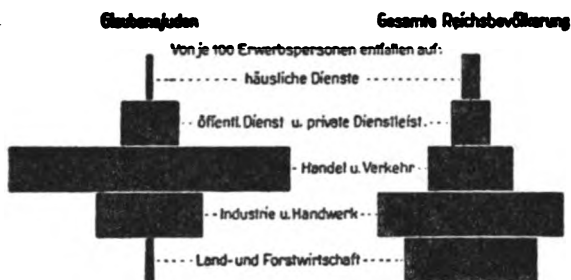 Glaubensjuden Gesamte Reichsbevölkerung
Von je 100 Erwerbspersonen entfallen auf:
häusliche Dienste
öffentl. Dienst u. private Dienstleist.
Handel u. Verkehr
Industrie u. Handwerk
Land- und Forstwirtschaft